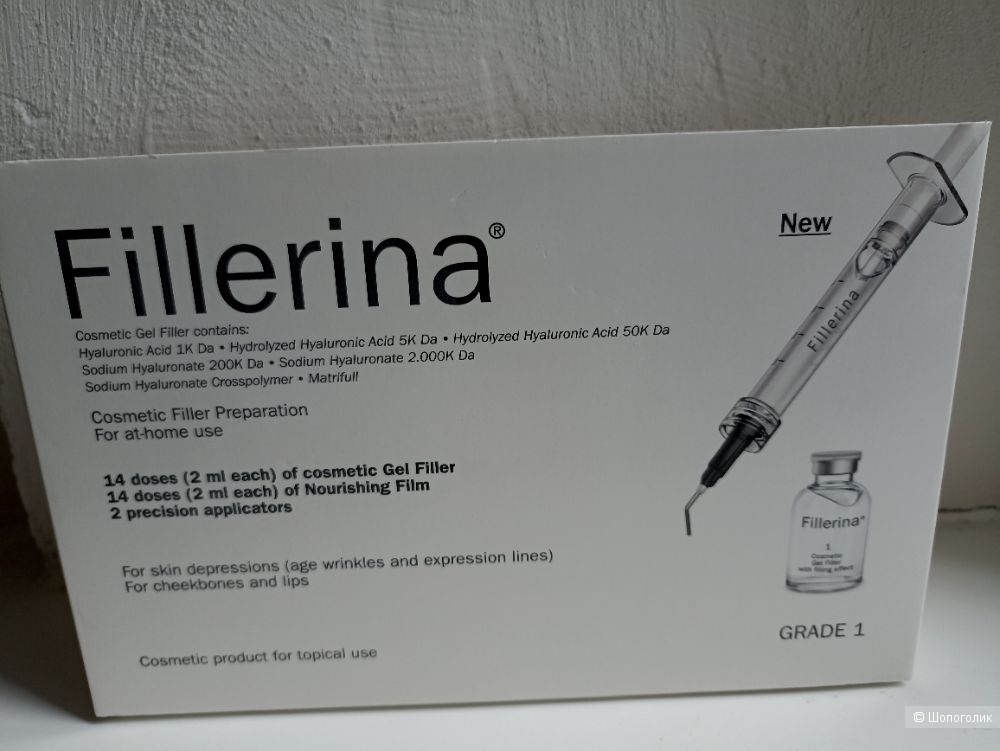 Fillerina®
New
Cosmetic Gel Filler contains:
Hyaluronic Acid 1K Da • Hydrolyzed Hyaluronic Acid 5K Da • Hydrolyzed Hyaluronic Acid 50K Da
Sodium Hyaluronate 200K Da • Sodium Hyaluronate 2.000K Da
Sodium Hyaluronate Crosspolymer • Matrifull
Cosmetic Filler Preparation
For at-home use
14 doses (2 ml each) of cosmetic Gel Filler
14 doses (2 ml each) of Nourishing Film
2 precision applicators
For skin depressions (age wrinkles and expression lines)
For cheekbones and lips
Cosmetic product for topical use
Fillerina
Fillerina®
1
Cosmetic
Gel Filler
with filling effect
GRADE 1
© Шопоголик